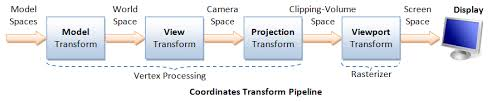 Model Spaces
World Space
Camera Space
Clipping-Volume Space
Screen Space
Display
Model Transform
View Transform
Projection Transform
Viewport Transform
Vertex Processing
Rasterizer
Coordinates Transform Pipeline